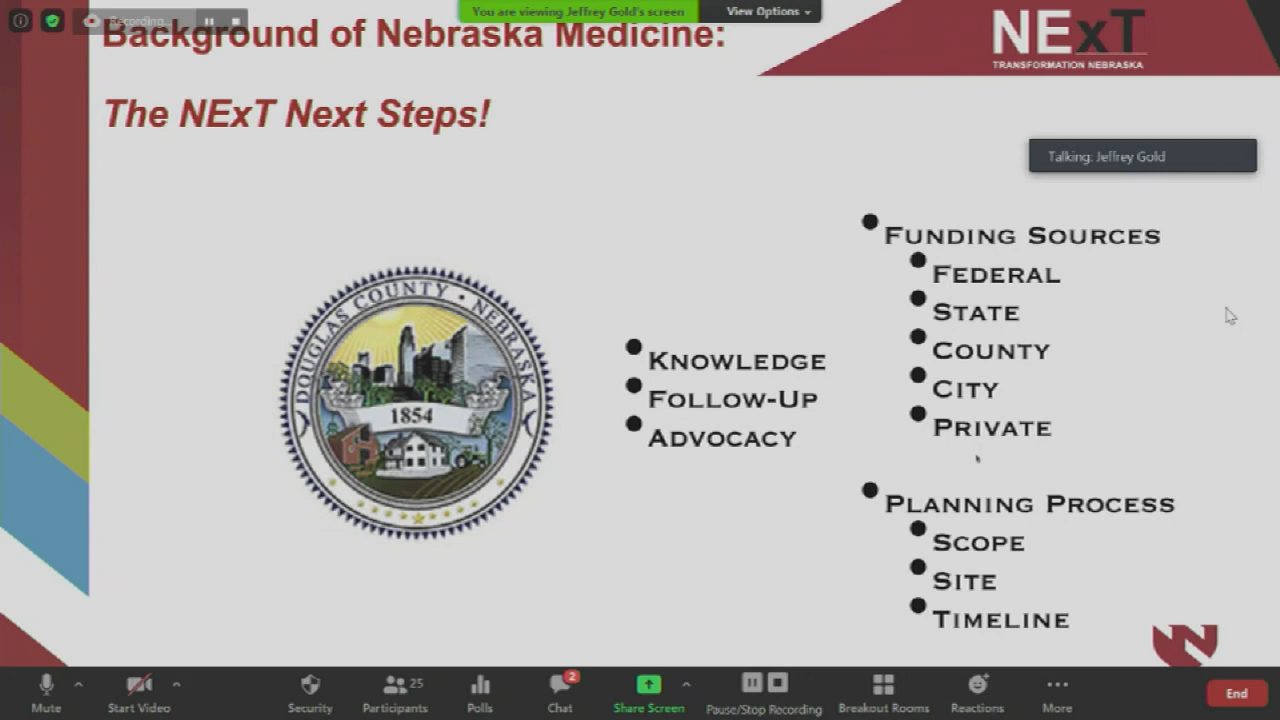 Recording...
You are viewing Jeffrey Gold's screen
View Options
Background of Nebraska Medicine:
The NExT Next Steps!
NExT
TRANSFORMATION NEBRASKA
Talking: Jeffrey Gold
DOUGLAS COUNTY • NEBRASKA
1854
• KNOWLEDGE
• FOLLOW-UP
• ADVOCACY
• FUNDING SOURCES
• FEDERAL
• STATE
• COUNTY
• CITY
• PRIVATE
• PLANNING PROCESS
• SCOPE
• SITE
• TIMELINE
N
Mute
Start Video
Security
Participants
25
Polls
Chat
2
Share Screen
Pause/Stop Recording
Breakout Rooms
Reactions
More
End